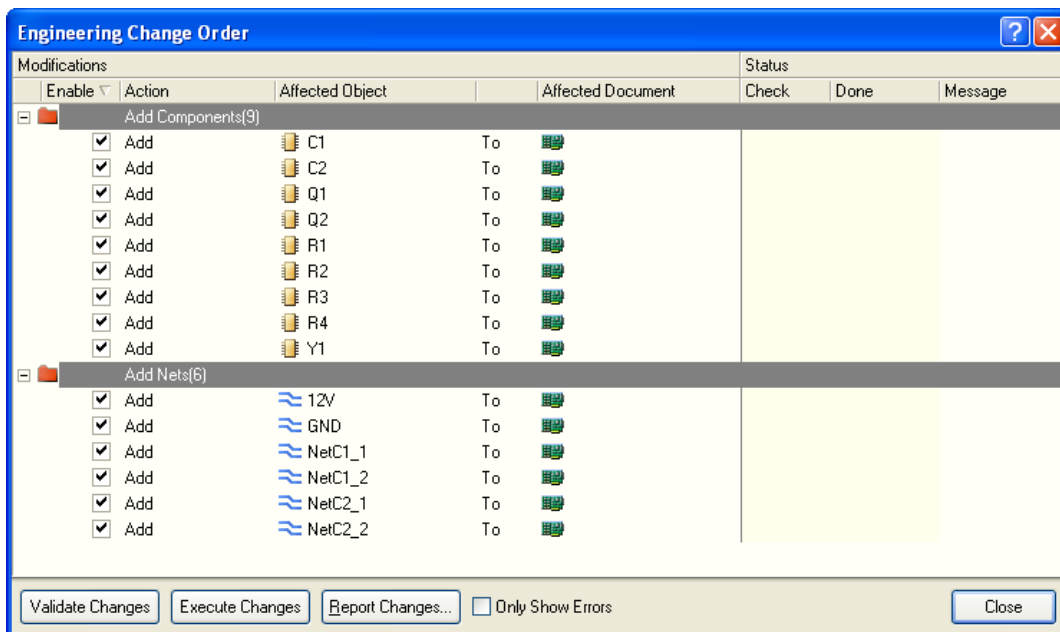 Engineering Change Order
Modifications Status
Enable Action Affected Object Affected Document Check Done Message
Add Components(9)
Add C1 To
Add C2 To
Add Q1 To
Add Q2 To
Add R1 To
Add R2 To
Add R3 To
Add R4 To
Add Y1 To
Add Nets(6)
Add 12V To
Add GND To
Add NetC1_1 To
Add NetC1_2 To
Add NetC2_1 To
Add NetC2_2 To
Validate Changes Execute Changes Report Changes... Only Show Errors Close